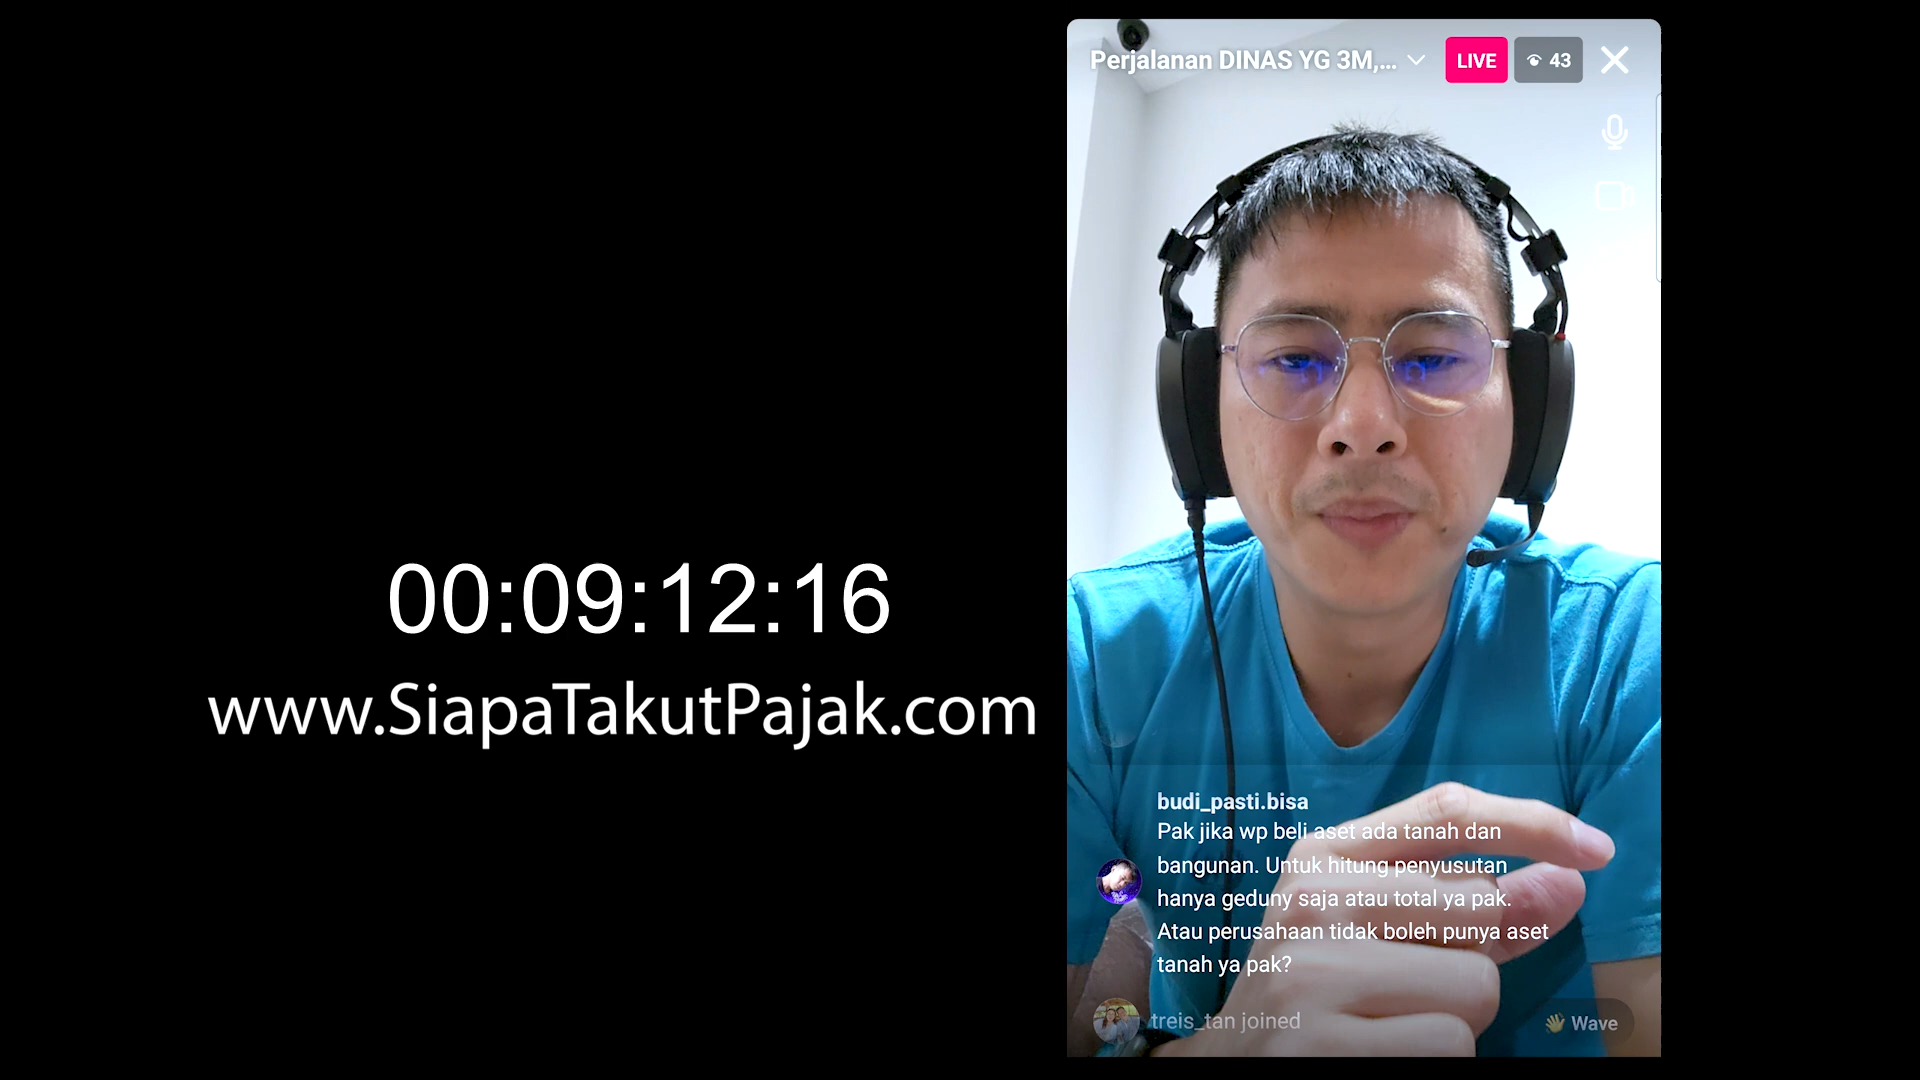 Perjalanan DINAS YG 3M,...
LIVE
43
00:09:12:16
www.SiapaTakutPajak.com
budi_pasti.bisa
Pak jika wp beli aset ada tanah dan
bangunan. Untuk hitung penyusutan
hanya geduny saja atau total ya pak.
Atau perusahaan tidak boleh punya aset
tanah ya pak?
treis_tan joined
Wave